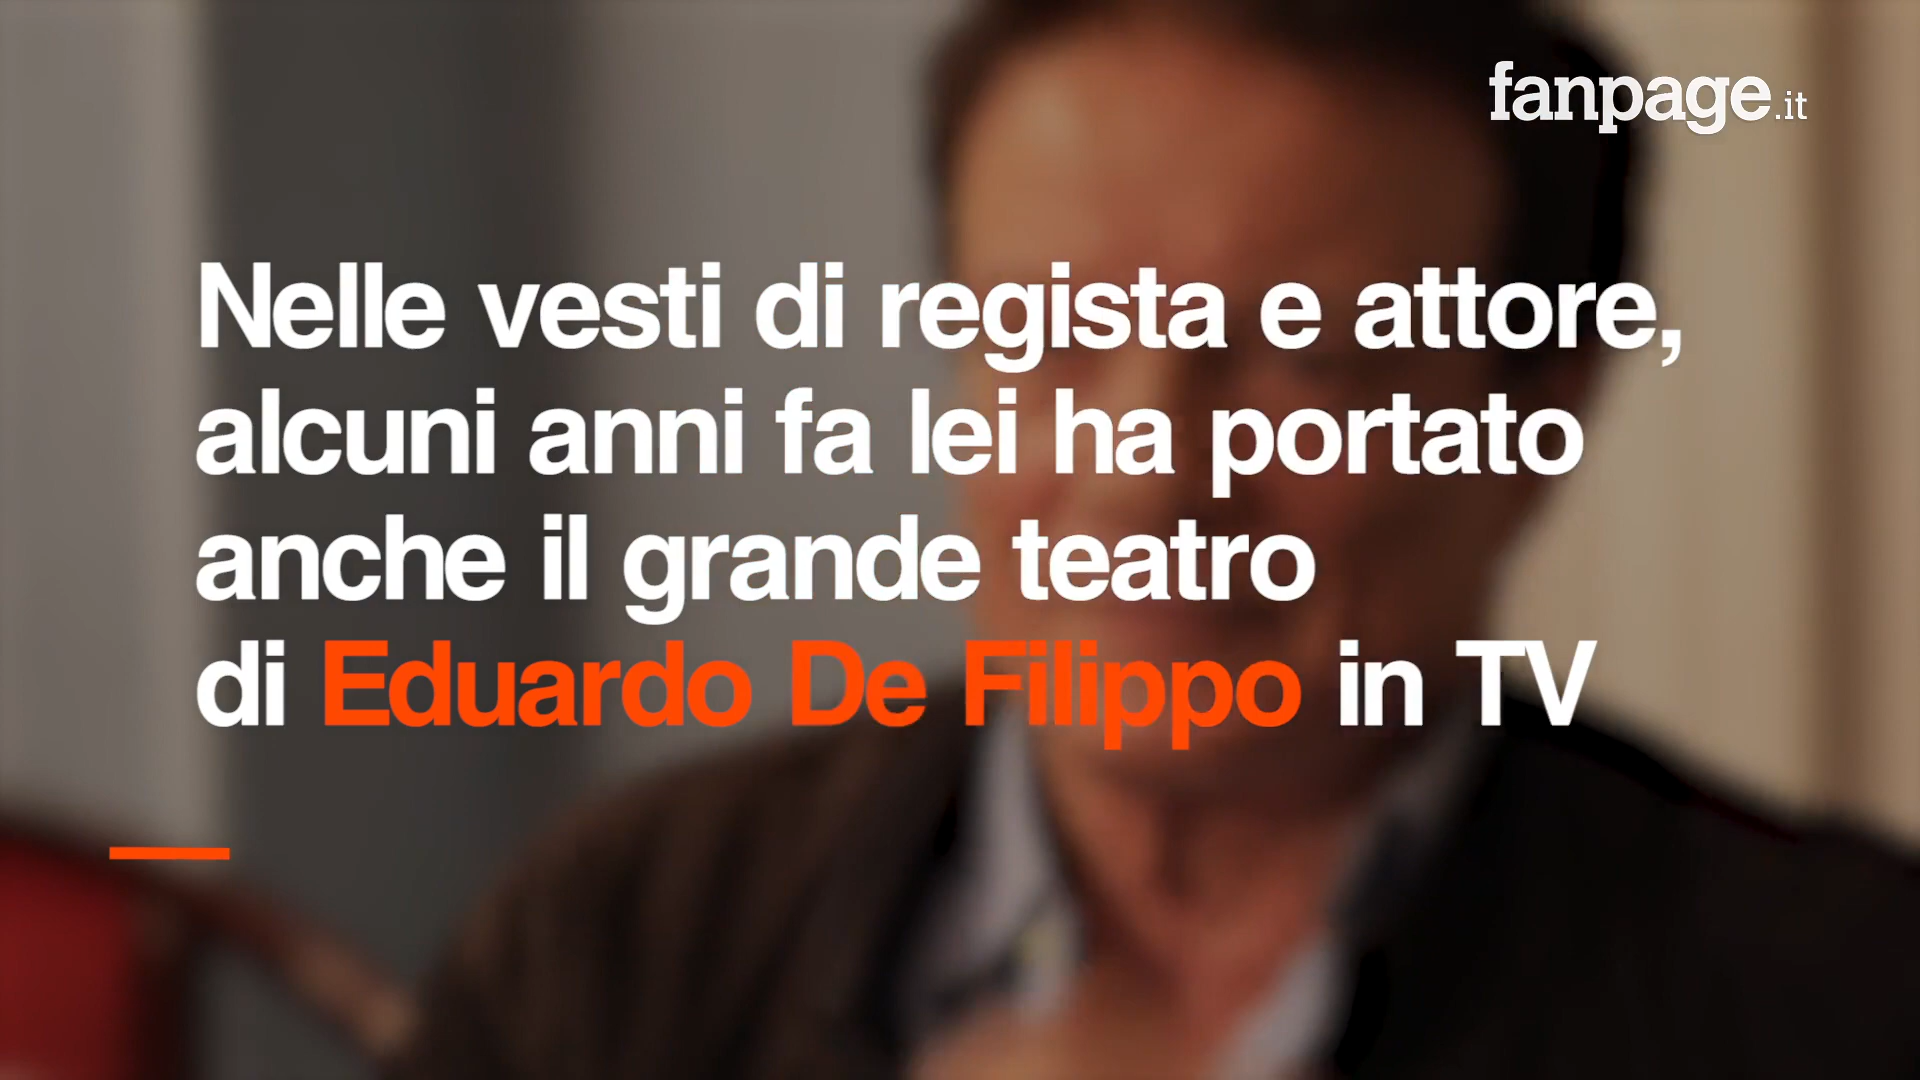 fanpage.it
Nelle vesti di regista e attore,
alcuni anni fa lei ha portato
anche il grande teatro
di Eduardo De Filippo in TV